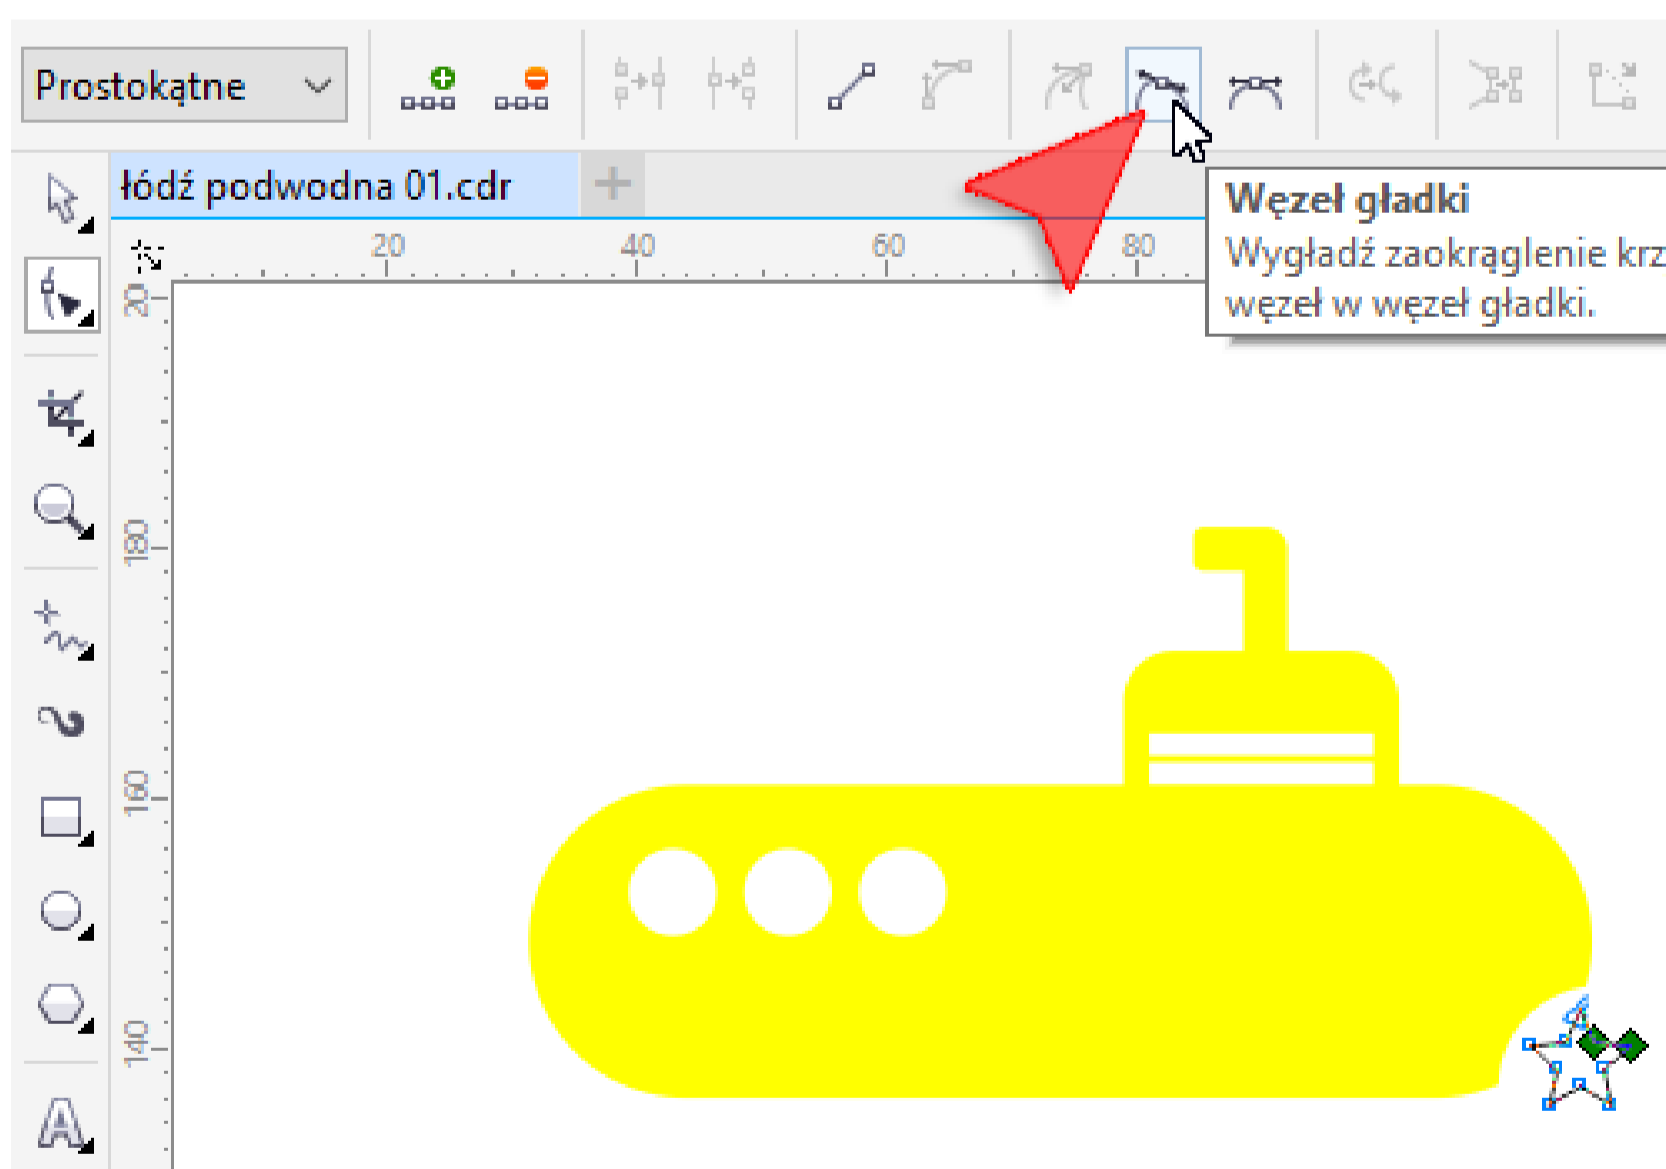 Prostokątne
łódź podwodna 01.cdr
Węzeł gładki
Wygładź zaokrąglenie krz
węzeł w węzeł gładki.
20 40 60 80
20
180
160
140